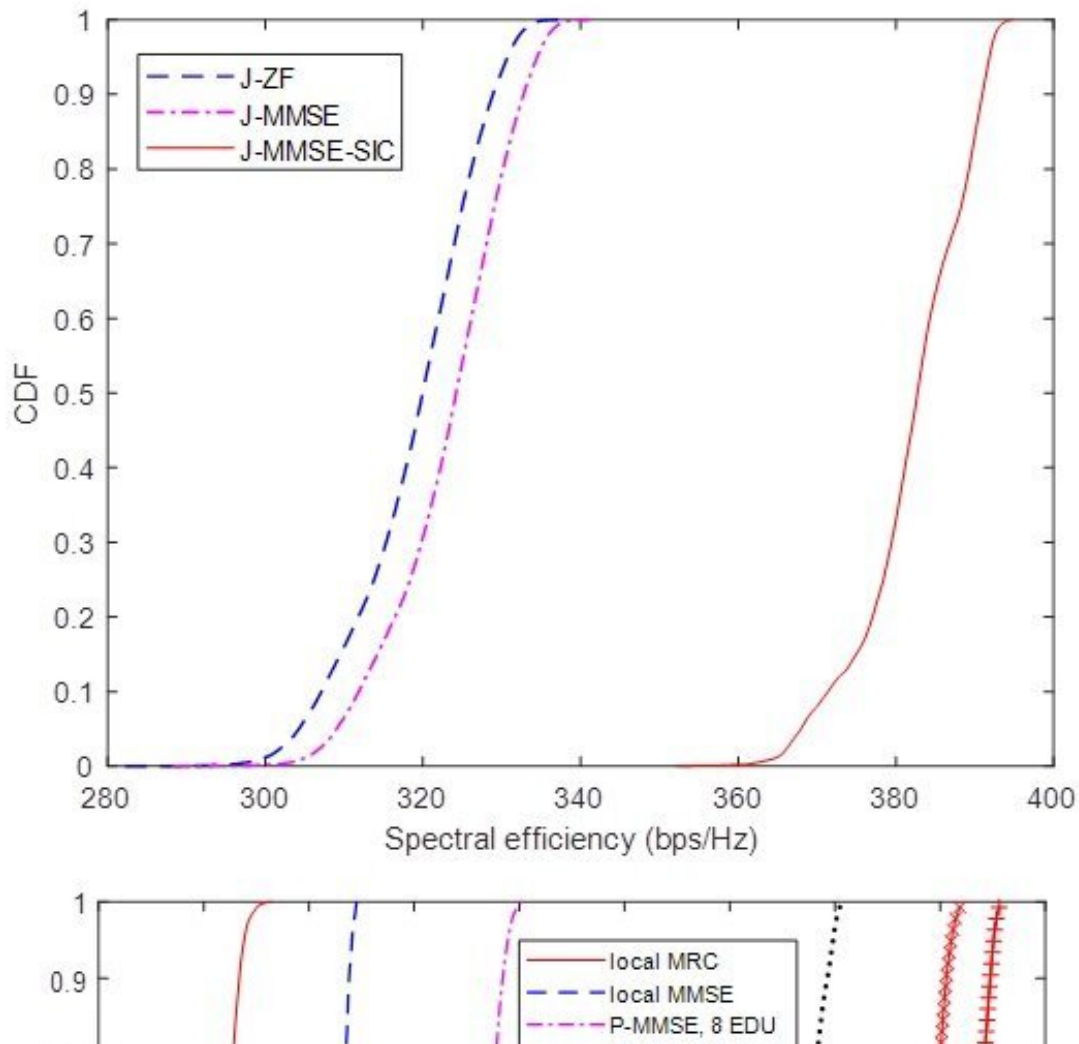 1
0.9
0.8
0.7
0.6
0.5
0.4
0.3
0.2
0.1
0
CDF
J-ZF
J-MMSE
J-MMSE-SIC
280 300 320 340 360 380 400
Spectral efficiency (bps/Hz)
1
0.9
local MRC
local MMSE
P-MMSE, 8 EDU